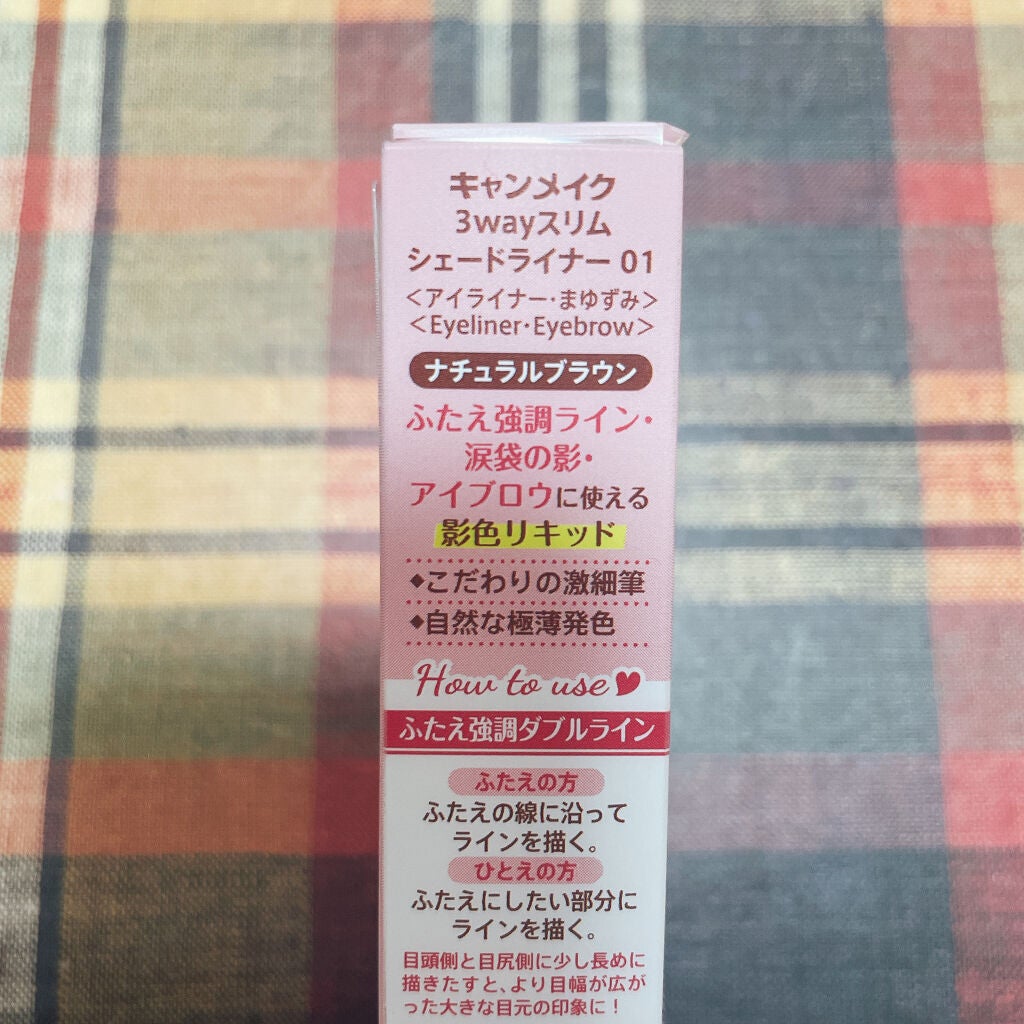 キャンメイク
3wayスリム
シェードライナー 01
<アイライナー・まゆずみ>
<Eyeliner・Eyebrow>
ナチュラルブラウン
ふたえ強調ライン・
涙袋の影・
アイブロウに使える
影色リキッド
◆こだわりの激細筆
◆自然な極薄発色
How to use
ふたえ強調ダブルライン
ふたえの方
ふたえの線に沿って
ラインを描く。
ひとえの方
ふたえにしたい部分に
ラインを描く。
目頭側と目尻側に少し長めに
描きたすと、より目幅が広が
った大きな目元の印象に!